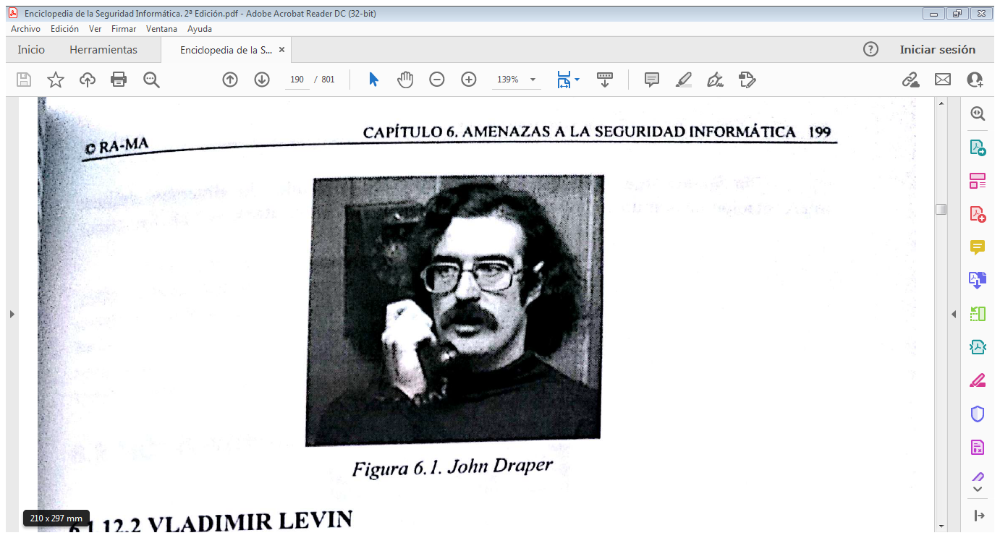 Enciclopedia de la Seguridad Informática. 2ª Edición.pdf - Adobe Acrobat Reader DC (32-bit)
Archivo Edición Ver Firmar Ventana Ayuda
Inicio Herramientas Enciclopedia de la S... × Iniciar sesión
190 / 801 139%
© RA-MA
CAPÍTULO 6. AMENAZAS A LA SEGURIDAD INFORMÁTICA 199
Figura 6.1. John Draper
6.1.12.2 VLADIMIR LEVIN
210 x 297 mm